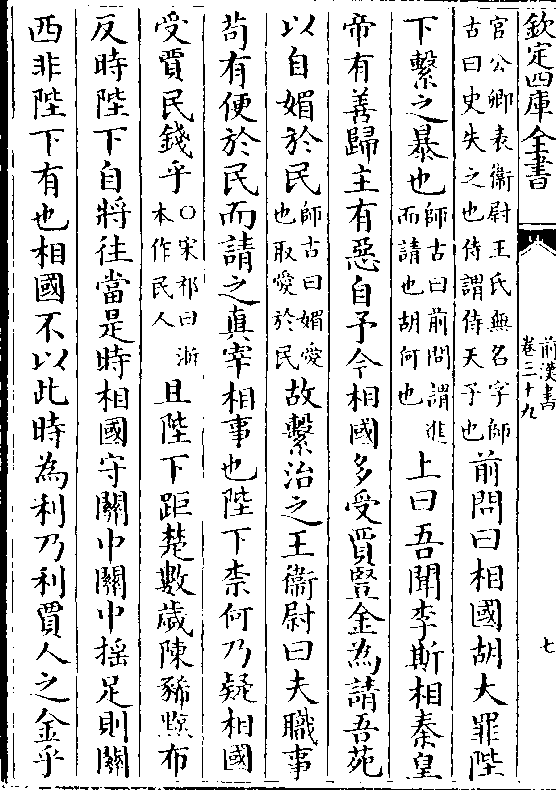 欽定四庫全書
前漢書
卷三十九
七
官公卿表衞尉王氏無名字師
古曰史失之也侍謂侍天子也
前問曰相國胡大罪陛
下繫之暴也
師古曰前問謂進
而請也胡何也
上曰吾聞李斯相秦皇
帝有善歸主有惡自予今相國多受賈豎金為請吾苑
以自媚於民
師古曰媚愛
也取愛於民
故繫治之王衞尉曰夫職事
苟有便於民而請之真宰相事也陛下柰何乃疑相國
受賈民錢乎
○宋祁曰浙
本作民人
且陛下距楚數歲陳豨黥布
反時陛下自將往當是時相國守關中關中揺足則關
西非陛下有也相國不以此時為利乃利賈人之金乎